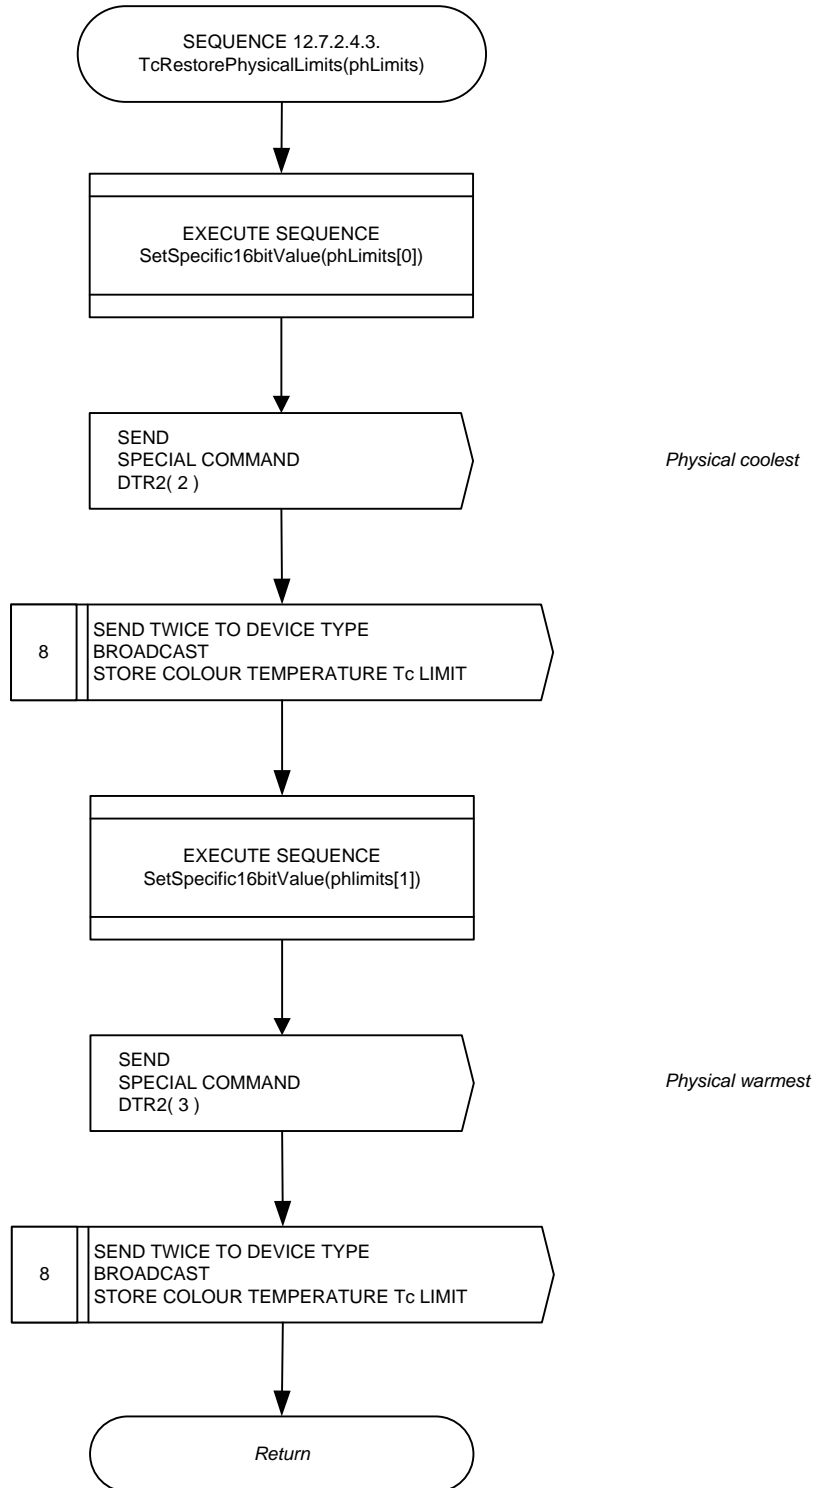 SEQUENCE 12.7.2.4.3.
TcRestorePhysicalLimits(phLimits)
EXECUTE SEQUENCE
SetSpecific16bitValue(phLimits[0])
SEND
SPECIAL COMMAND
DTR2( 2 )
Physical coolest
8
SEND TWICE TO DEVICE TYPE
BROADCAST
STORE COLOUR TEMPERATURE Tc LIMIT
EXECUTE SEQUENCE
SetSpecific16bitValue(phlimits[1])
SEND
SPECIAL COMMAND
DTR2( 3 )
Physical warmest
8
SEND TWICE TO DEVICE TYPE
BROADCAST
STORE COLOUR TEMPERATURE Tc LIMIT
Return